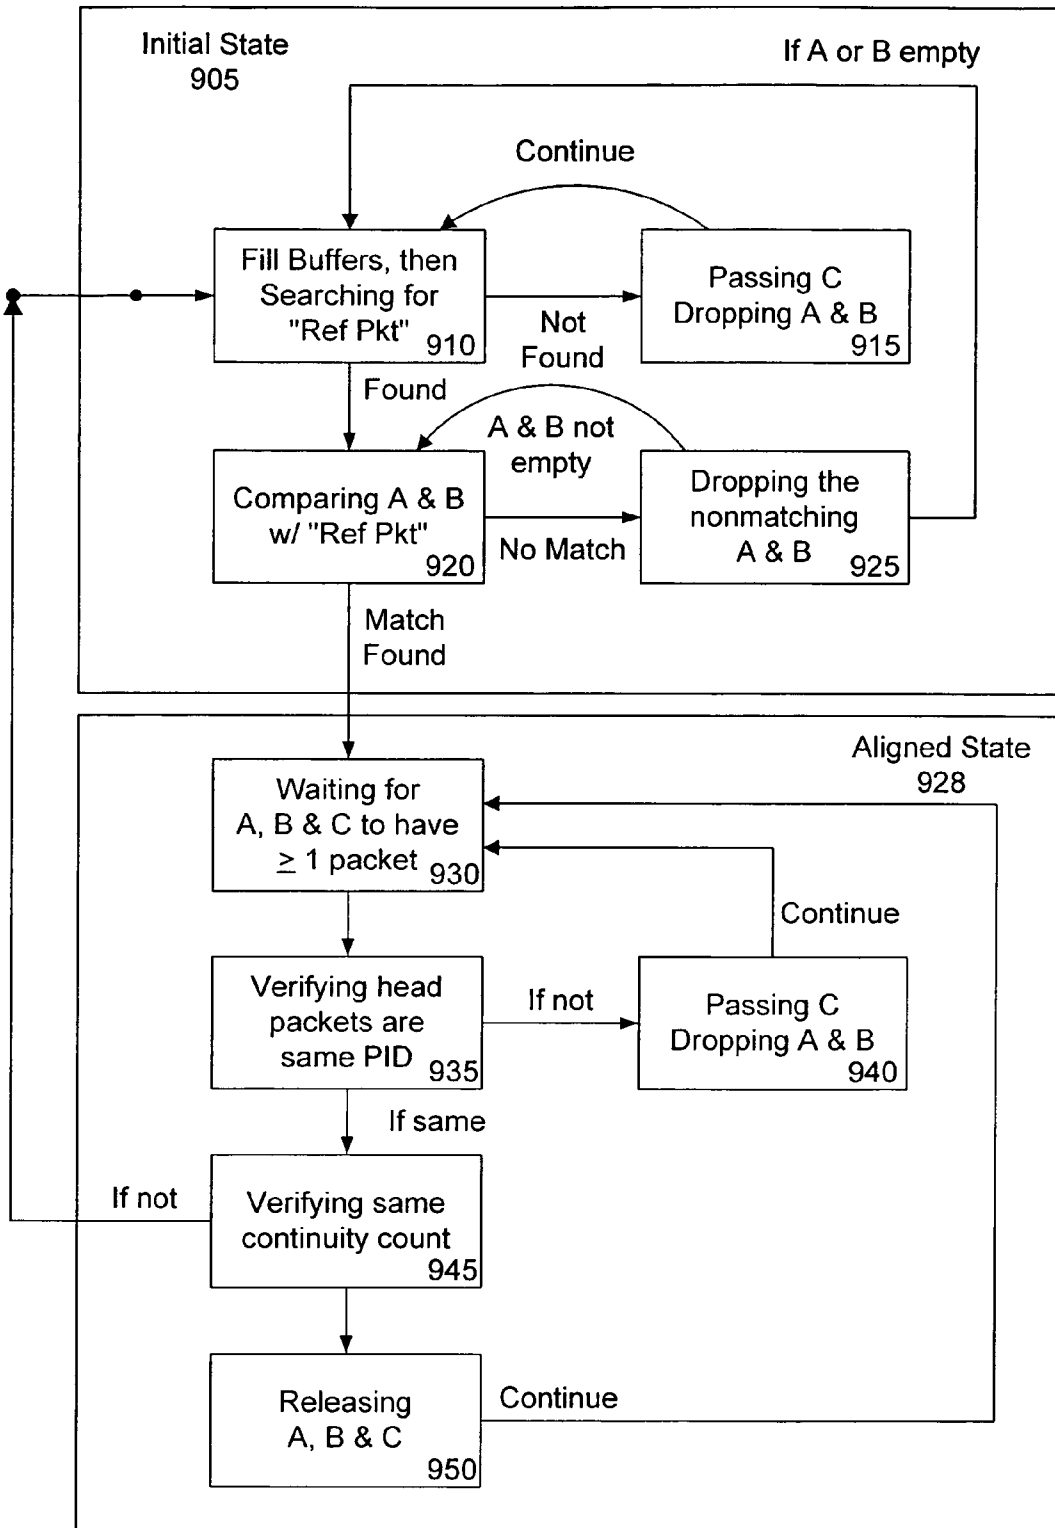 Initial State
905
If A or B empty
Continue
Fill Buffers, then
Searching for
"Ref Pkt"
910
Not
Found
Passing C
Dropping A & B
915
Found
A & B not
empty
Comparing A & B
w/ "Ref Pkt"
920
No Match
Dropping the
nonmatching
A & B
925
Match
Found
Aligned State
928
Waiting for
A, B & C to have
≥ 1 packet
930
Continue
Verifying head
packets are
same PID
935
If not
Passing C
Dropping A & B
940
If same
If not
Verifying same
continuity count
945
Releasing
A, B & C
950
Continue